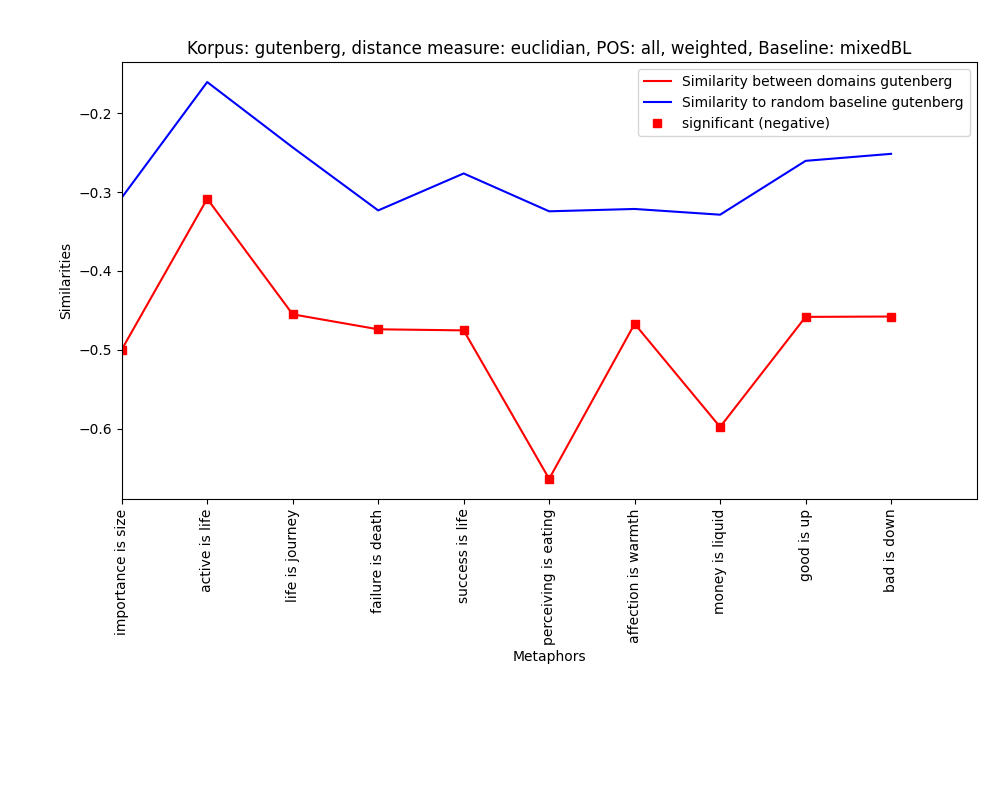 Korpus: gutenberg, distance measure: euclidian, POS: all, weighted, Baseline: mixedBL
Similarity between domains gutenberg
Similarity to random baseline gutenberg
significant (negative)
−0.2
−0.3
−0.4
−0.5
−0.6
Similarities
importance is size
active is life
life is journey
failure is death
success is life
perceiving is eating
affection is warmth
money is liquid
good is up
bad is down
Metaphors